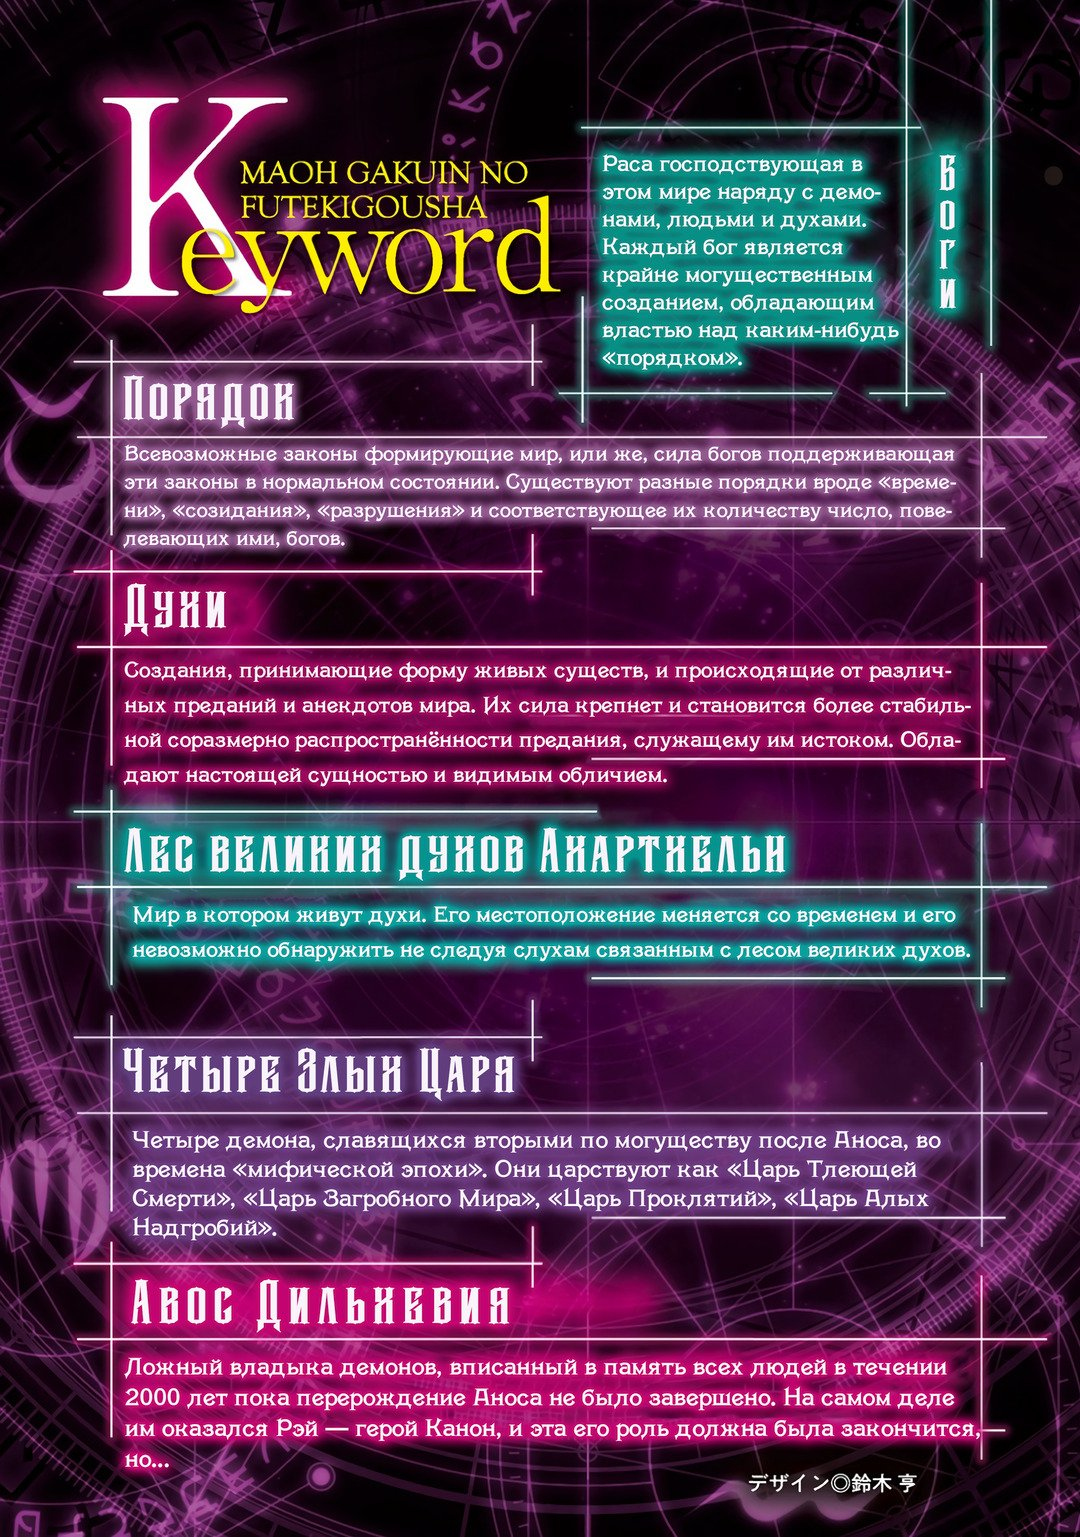 Keyword
MAOH GAKUIN NO
FUTEKIGOUSHA
Боги
Раса господствующая в
этом мире наряду с демо-
нами, людьми и духами.
Каждый бог является
крайне могущественным
созданием, обладающим
властью над каким-нибудь
«порядком».
Порядок
Всевозможные законы формирующие мир, или же, сила богов поддерживающая
эти законы в нормальном состоянии. Существуют разные порядки вроде «време-
ни», «созидания», «разрушения» и соответствующее их количеству число, пове-
левающих ими, богов.
Духи
Создания, принимающие форму живых существ, и происходящие от различ-
ных преданий и анекдотов мира. Их сила крепнет и становится более стабиль-
ной соразмерно распространённости предания, служащему им истоком. Обла-
дают настоящей сущностью и видимым обличием.
Лес великих духов Ахартхельн
Мир в котором живут духи. Его местоположение меняется со временем и его
невозможно обнаружить не следуя слухам связанным с лесом великих духов.
Четыре Злых Царя
Четыре демона, славящихся вторыми по могуществу после Аноса, во
времена «мифической эпохи». Они царствуют как «Царь Тлеющей
Смерти», «Царь Загробного Мира», «Царь Проклятий», «Царь Алых
Надгробий».
Авос Дильхевия
Ложный владыка демонов, вписанный в память всех людей в течении
2000 лет пока перерождение Аноса не было завершено. На самом деле
им оказался Рэй — герой Канон, и эта его роль должна была закончится,
но...
デザイン◎鈴木 亨